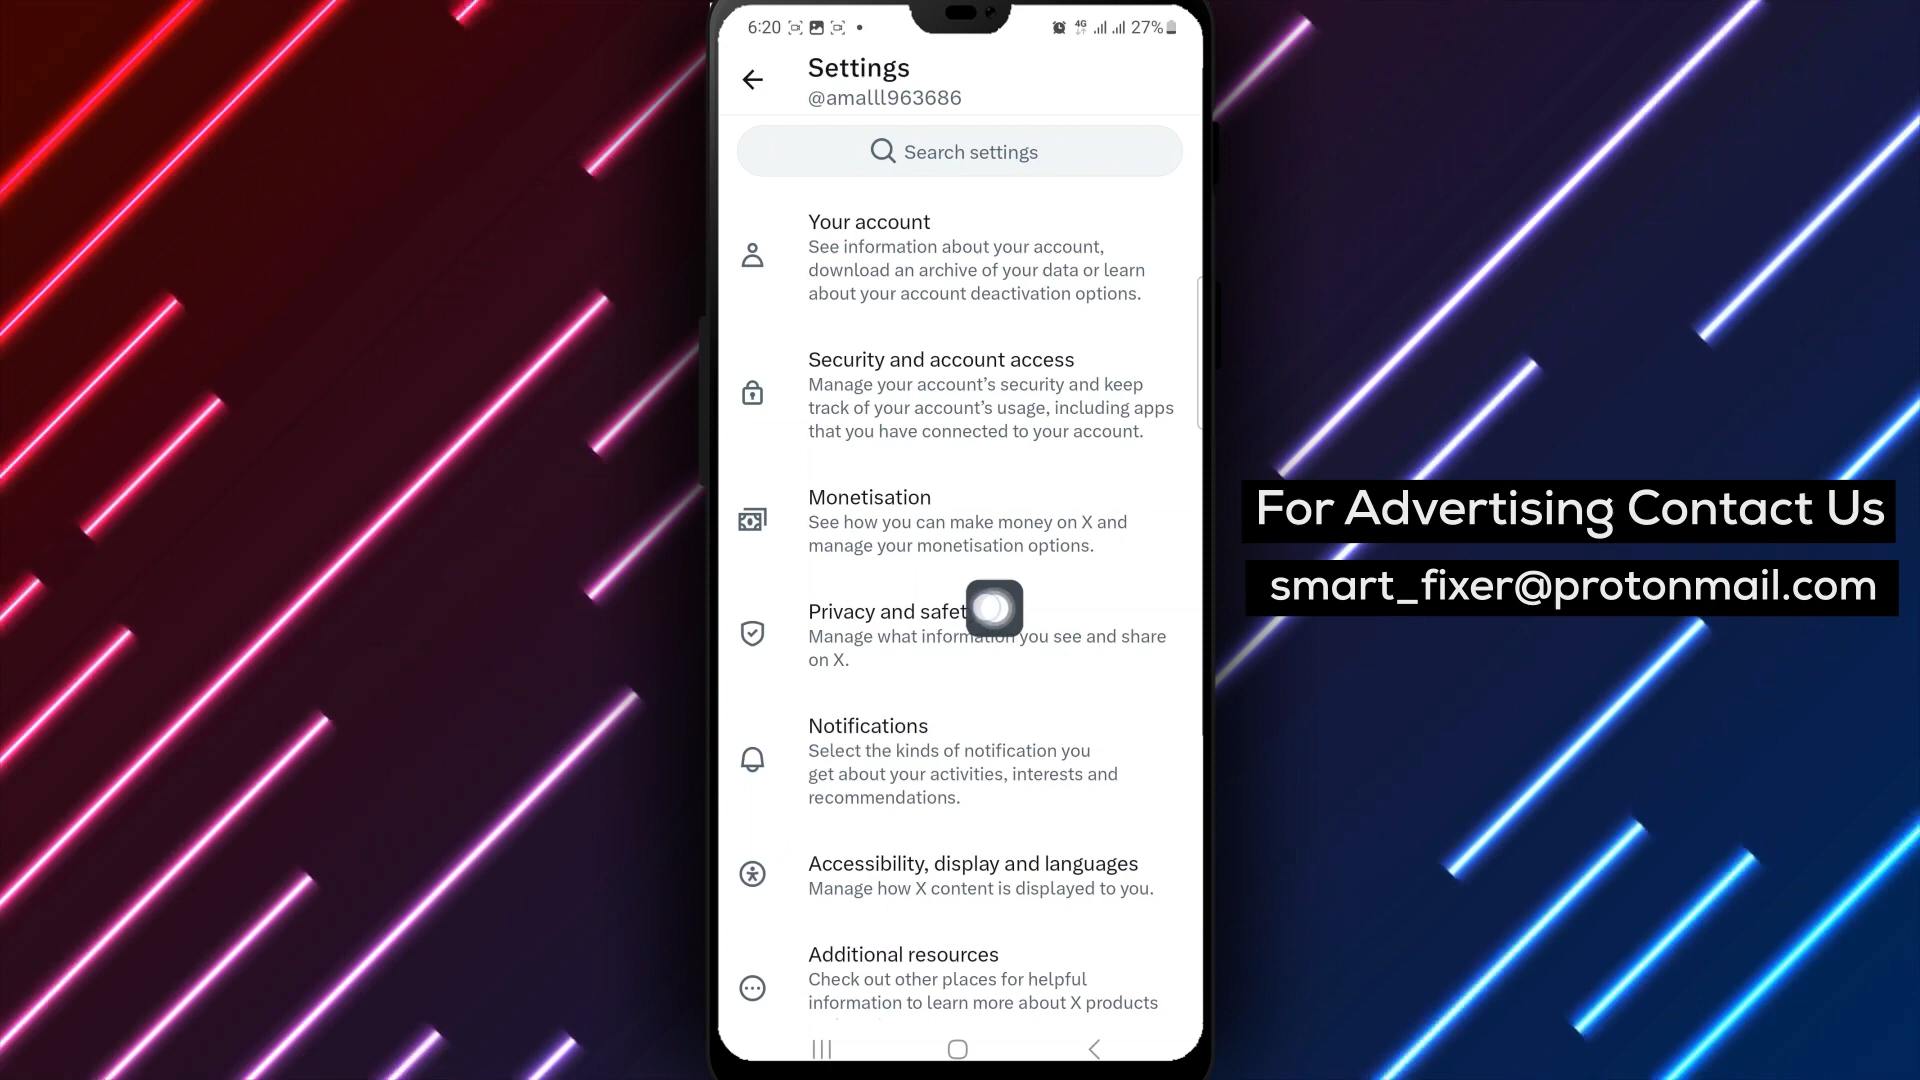 6:20
4G
27%
Settings
@amalll963686
Search settings
Your account
See information about your account,
download an archive of your data or learn
about your account deactivation options.
Security and account access
Manage your account’s security and keep
track of your account’s usage, including apps
that you have connected to your account.
Monetisation
See how you can make money on X and
manage your monetisation options.
Privacy and safet
Manage what information you see and share
on X.
Notifications
Select the kinds of notification you
get about your activities, interests and
recommendations.
Accessibility, display and languages
Manage how X content is displayed to you.
Additional resources
Check out other places for helpful
information to learn more about X products
For Advertising Contact Us
smart_fixer@protonmail.com